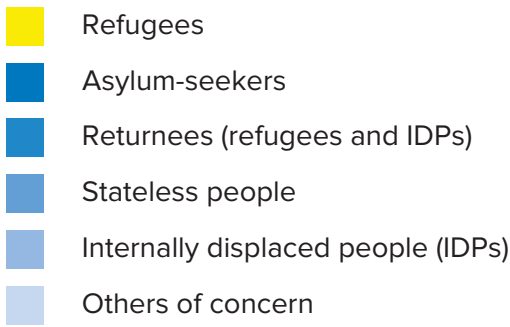 Refugees
Asylum-seekers
Returnees (refugees and IDPs)
Stateless people
Internally displaced people (IDPs)
Others of concern